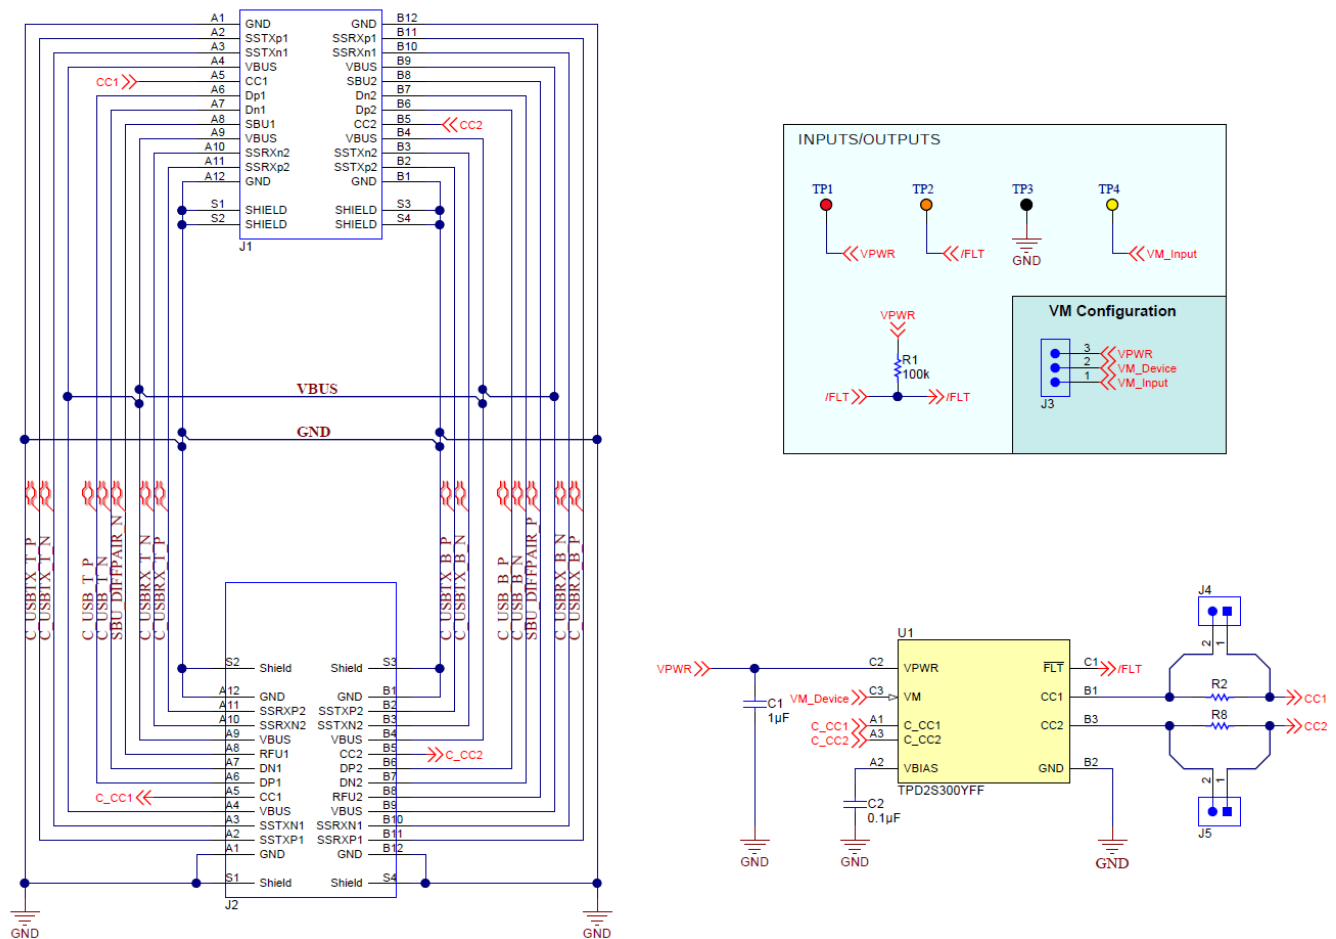 A1 GND GND B12
A2 SSTXp1 SSRXp1 B11
A3 SSTXn1 SSRXn1 B10
A4 VBUS VBUS B9
CC1 A5 CC1 SBU2 B8
A6 Dp1 Dn2 B7
A7 Dn1 Dp2 B6
A8 SBU1 CC2 B5 CC2
A9 VBUS VBUS B4
A10 SSRXn2 SSTXn2 B3
A11 SSRXp2 SSTXp2 B2
A12 GND GND B1
S1 SHIELD SHIELD S3
S2 SHIELD SHIELD S4
J1
VBUS
GND
C_USBTX_T_P
C_USBTX_T_N
C_USB_T_P
C_USB_T_N
SBU_DIFFPAIR_N
C_USBRX_T_N
C_USBRX_T_P
C_USBTX_B_P
C_USBTX_B_N
C_USB_B_P
C_USB_B_N
SBU_DIFFPAIR_P
C_USBRX_B_N
C_USBRX_B_P
S2 Shield Shield S3
A12 GND GND B1
A11 SSRXP2 SSTXP2 B2
A10 SSRXN2 SSTXN2 B3
A9 VBUS VBUS B4
A8 RFU1 CC2 B5 C_CC2
A7 DN1 DP2 B6
A6 DP1 DN2 B7
C_CC1 A5 CC1 RFU2 B8
A4 VBUS VBUS B9
A3 SSTXN1 SSRXN1 B10
A2 SSTXP1 SSRXP1 B11
A1 GND GND B12
S1 Shield Shield S4
J2
GND GND
INPUTS/OUTPUTS
TP1 TP2 TP3 TP4
VPWR /FLT GND VM_Input
VPWR
R1
100k
/FLT /FLT
VM Configuration
3 VPWR
2 VM_Device
1 VM_Input
J3
J4
2 1
U1
VPWR C2 VPWR FLT C1 /FLT
VM_Device C3 VM CC1 B1 R2 CC1
C_CC1 A1 C_CC1 CC2 B3 R8 CC2
C_CC2 A3 C_CC2
A2 VBIAS GND B2
TPD2S300YFF
C1
1µF
C2
0.1µF
2 1
J5
GND GND GND